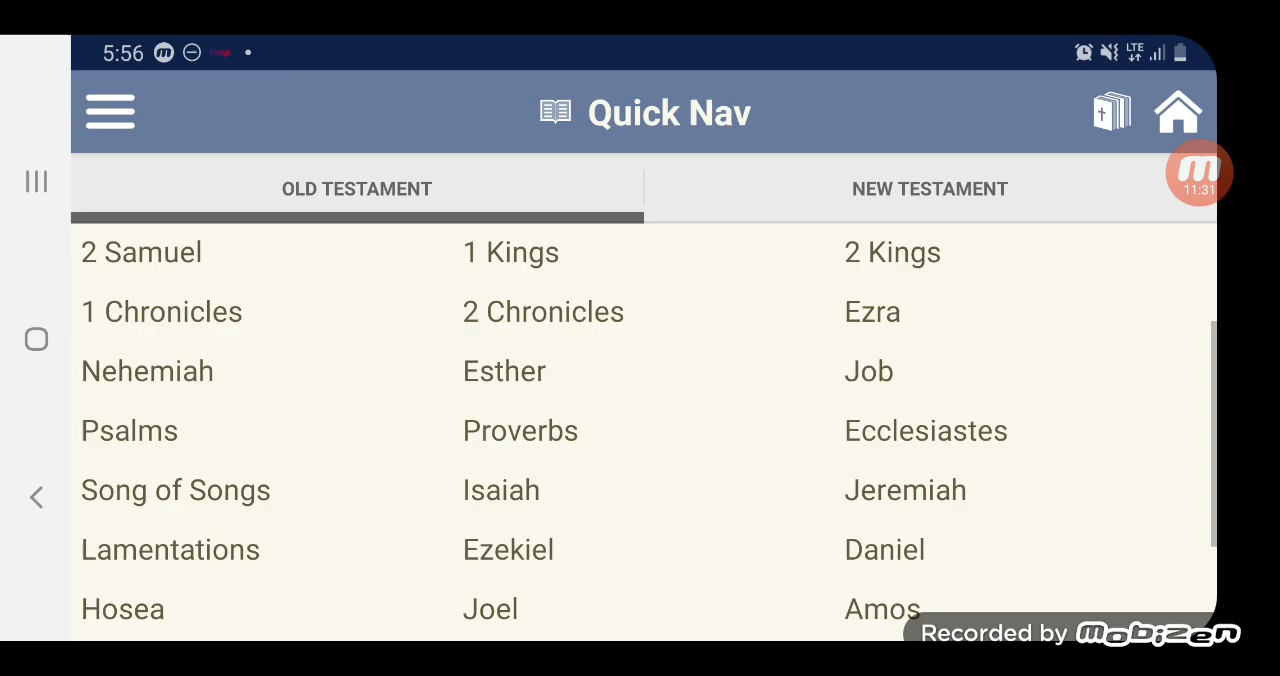 5:56
LTE
Quick Nav
11:31
OLD TESTAMENT NEW TESTAMENT
2 Samuel 1 Kings 2 Kings
1 Chronicles 2 Chronicles Ezra
Nehemiah Esther Job
Psalms Proverbs Ecclesiastes
Song of Songs Isaiah Jeremiah
Lamentations Ezekiel Daniel
Hosea Joel Amos
Recorded by mobizen